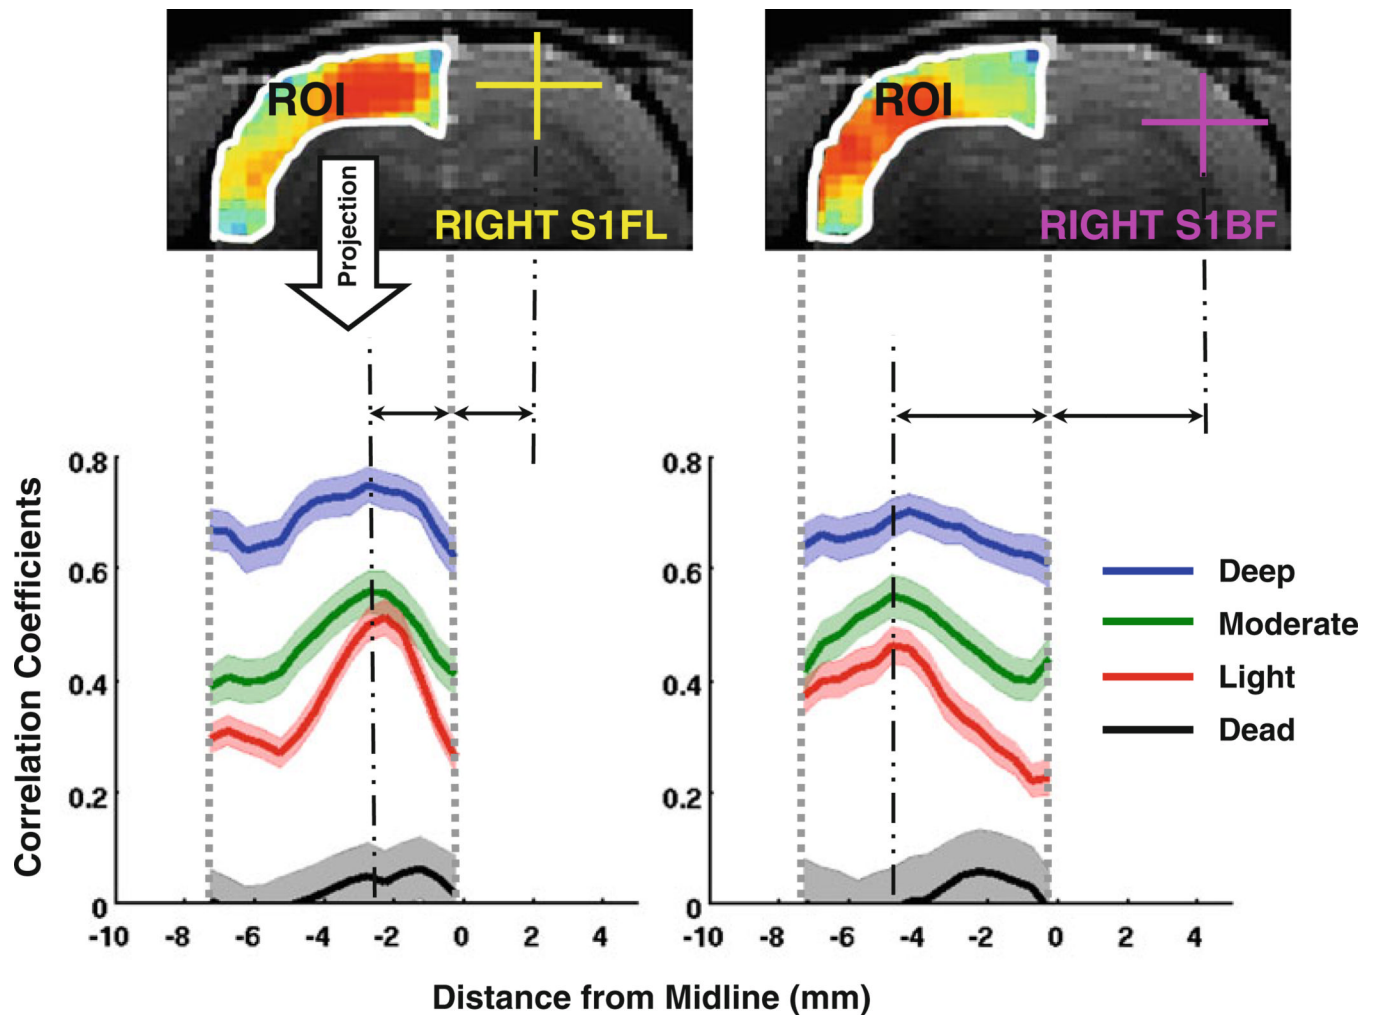 ROI
RIGHT S1FL
Projection
ROI
RIGHT S1BF
Correlation Coefficients
0.8
0.6
0.4
0.2
0
-10 -8 -6 -4 -2 0 2 4
0.8
0.6
0.4
0.2
0
-10 -8 -6 -4 -2 0 2 4
Deep
Moderate
Light
Dead
Distance from Midline (mm)